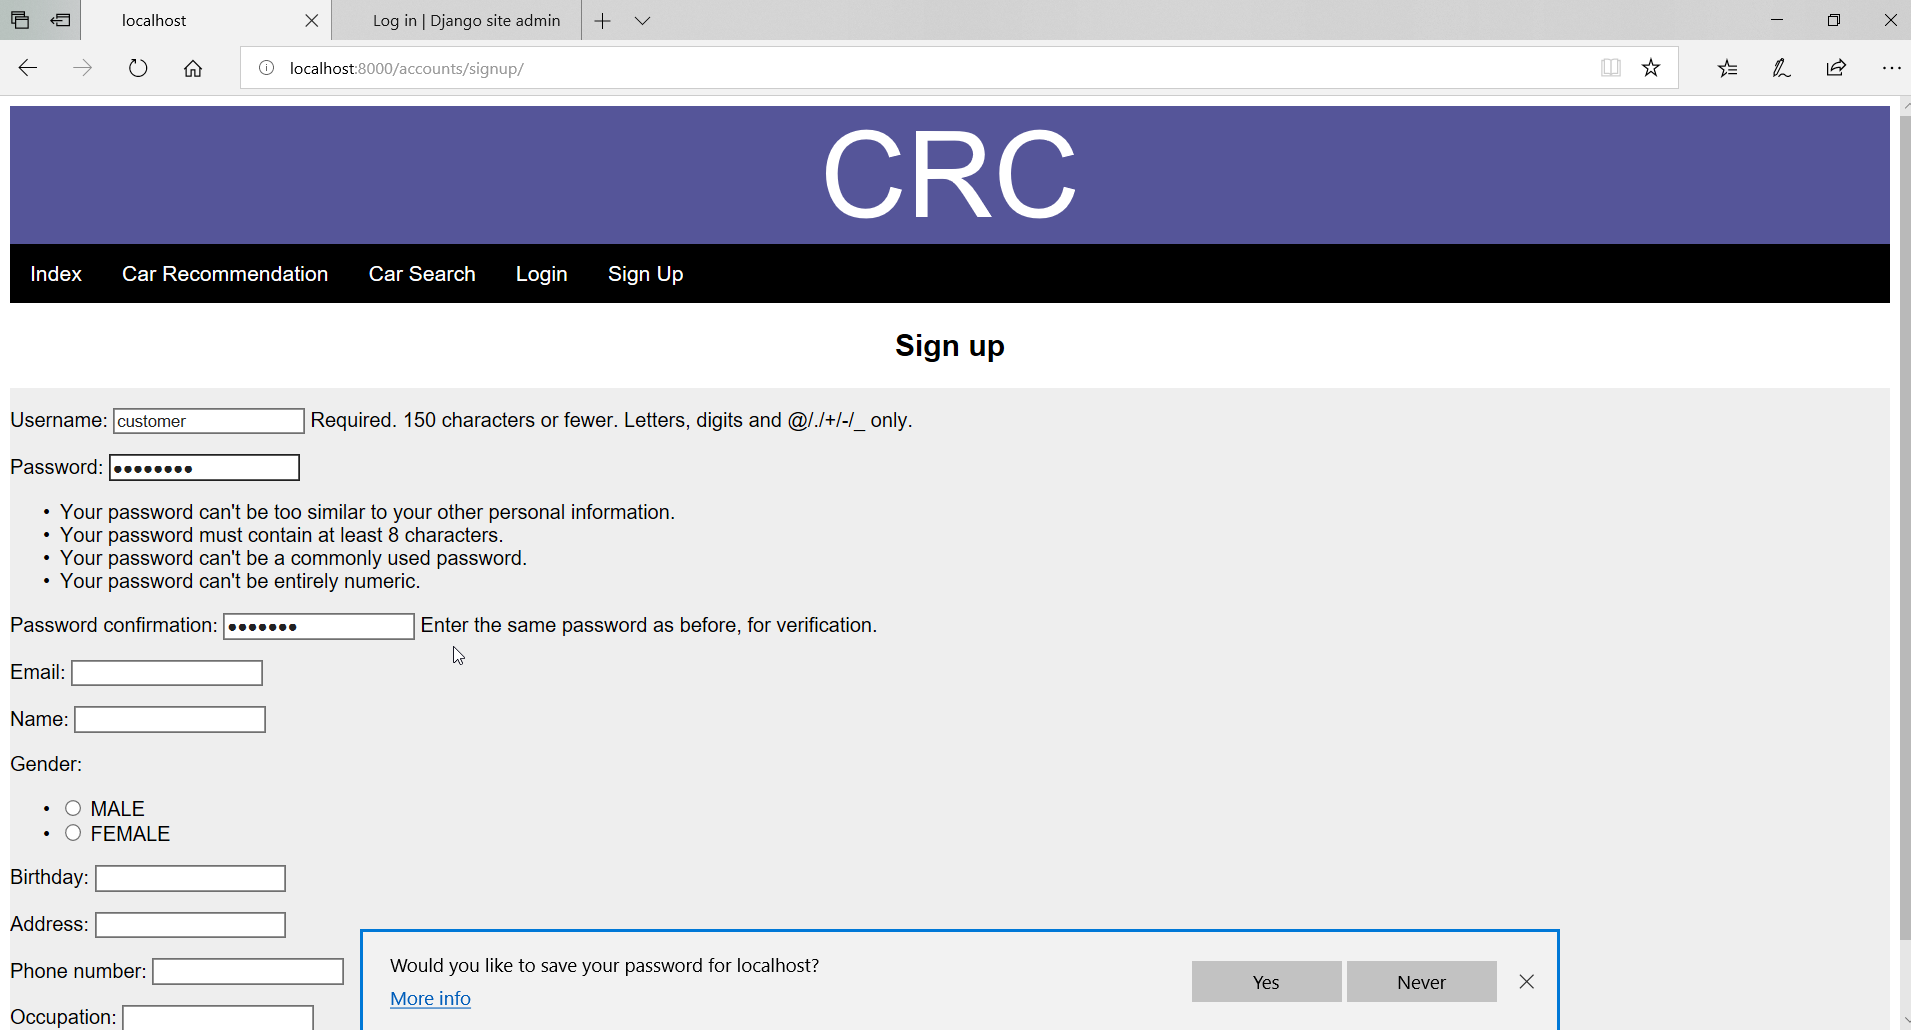 localhost
Log in | Django site admin
localhost:8000/accounts/signup/
CRC
Index Car Recommendation Car Search Login Sign Up
Sign up
Username: customer Required. 150 characters or fewer. Letters, digits and @/./+/-/_ only.
Password: ●●●●●●●●
• Your password can't be too similar to your other personal information.
• Your password must contain at least 8 characters.
• Your password can't be a commonly used password.
• Your password can't be entirely numeric.
Password confirmation: ●●●●●●● Enter the same password as before, for verification.
Email:
Name:
Gender:
• MALE
• FEMALE
Birthday:
Address:
Phone number:
Occupation:
Would you like to save your password for localhost?
More info
Yes
Never